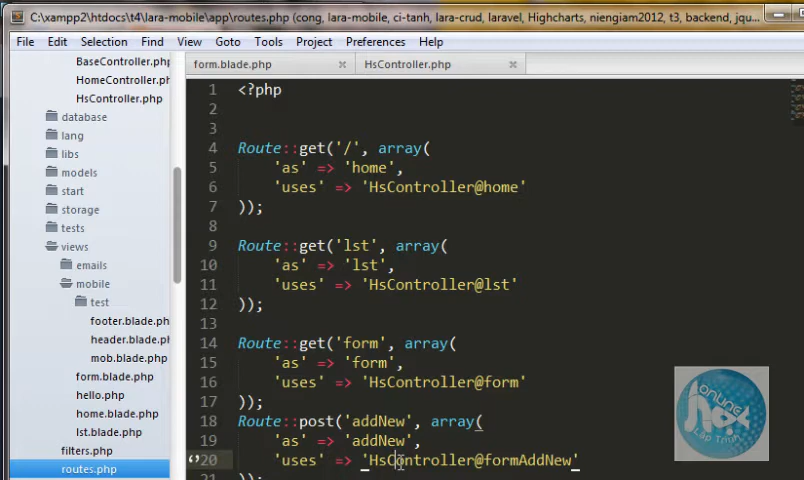 C:\xampp2\htdocs\t4\lara-mobile\app\routes.php (cong, lara-mobile, ci-tanh, lara-crud, laravel, Highcharts, niengiam2012, t3, backend, jqu...
File Edit Selection Find View Goto Tools Project Preferences Help
form.blade.php × HsController.php ×
BaseController.php
HomeController.php
HsController.php
database
lang
libs
models
start
storage
tests
views
emails
mobile
test
footer.blade.ph
header.blade.ph
mob.blade.php
form.blade.php
hello.php
home.blade.php
lst.blade.php
filters.php
routes.php
1 <?php
2
3
4 Route::get('/', array(
5 'as' => 'home',
6 'uses' => 'HsController@home'
7 ));
8
9 Route::get('lst', array(
10 'as' => 'lst',
11 'uses' => 'HsController@lst'
12 ));
13
14 Route::get('form', array(
15 'as' => 'form',
16 'uses' => 'HsController@form'
17 ));
18 Route::post('addNew', array(
19 'as' => 'addNew',
20 'uses' => 'HsController@formAddNew'
21 ));
ONLINE
học
Lập Trình